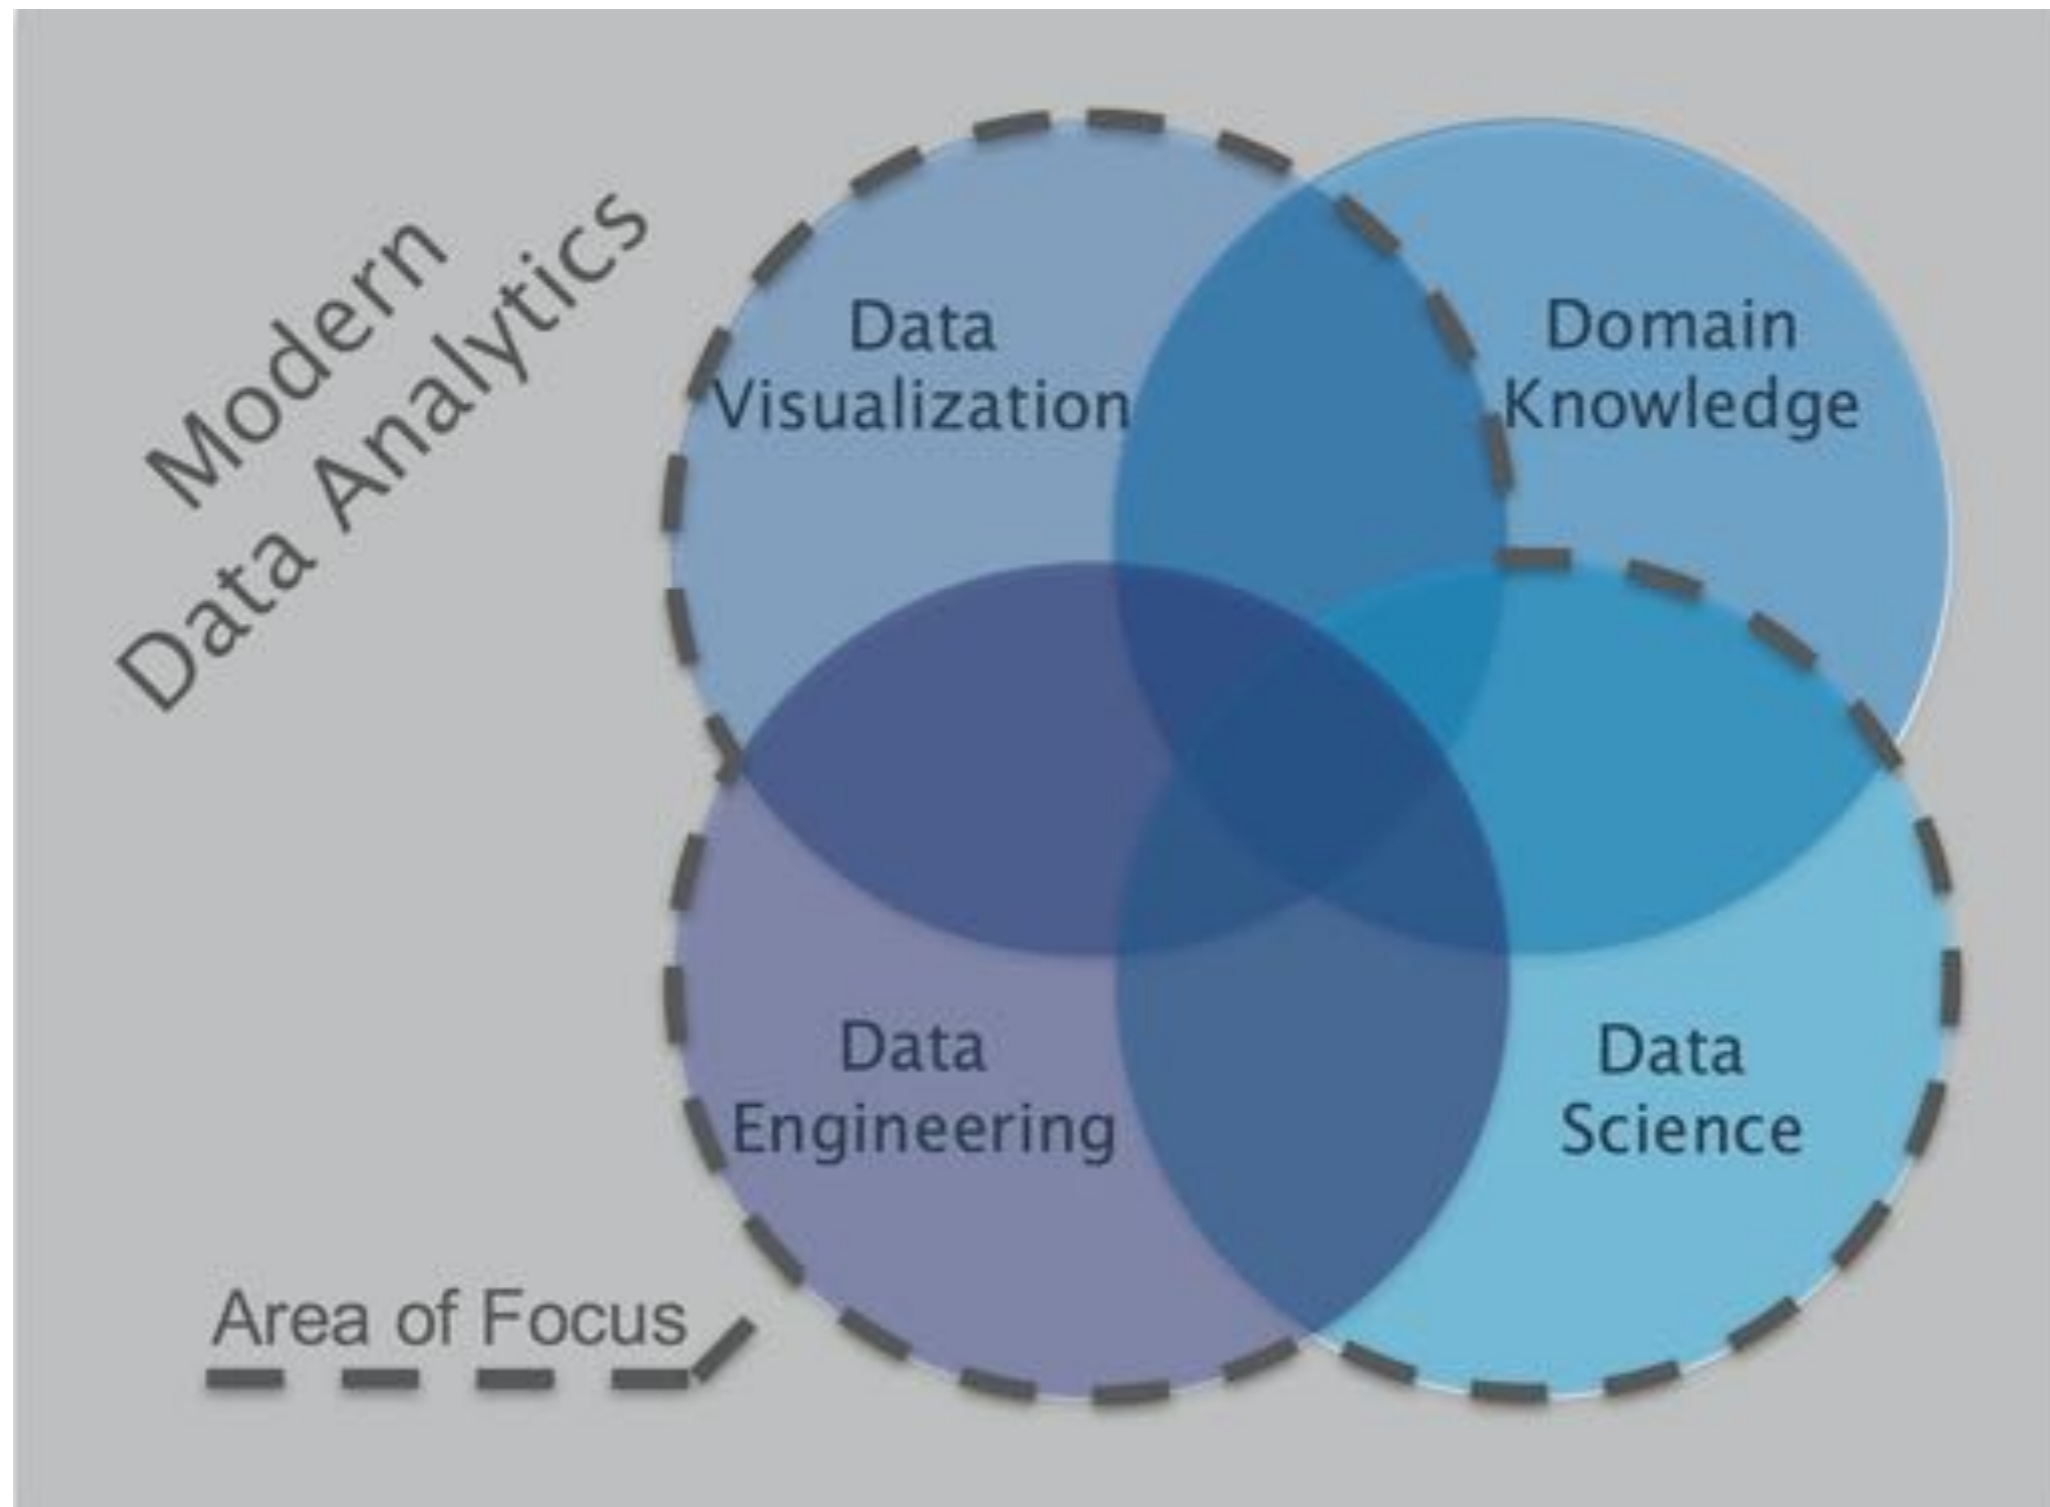 Modern
Data Analytics
Data
Visualization
Domain
Knowledge
Data
Engineering
Data
Science
Area of Focus